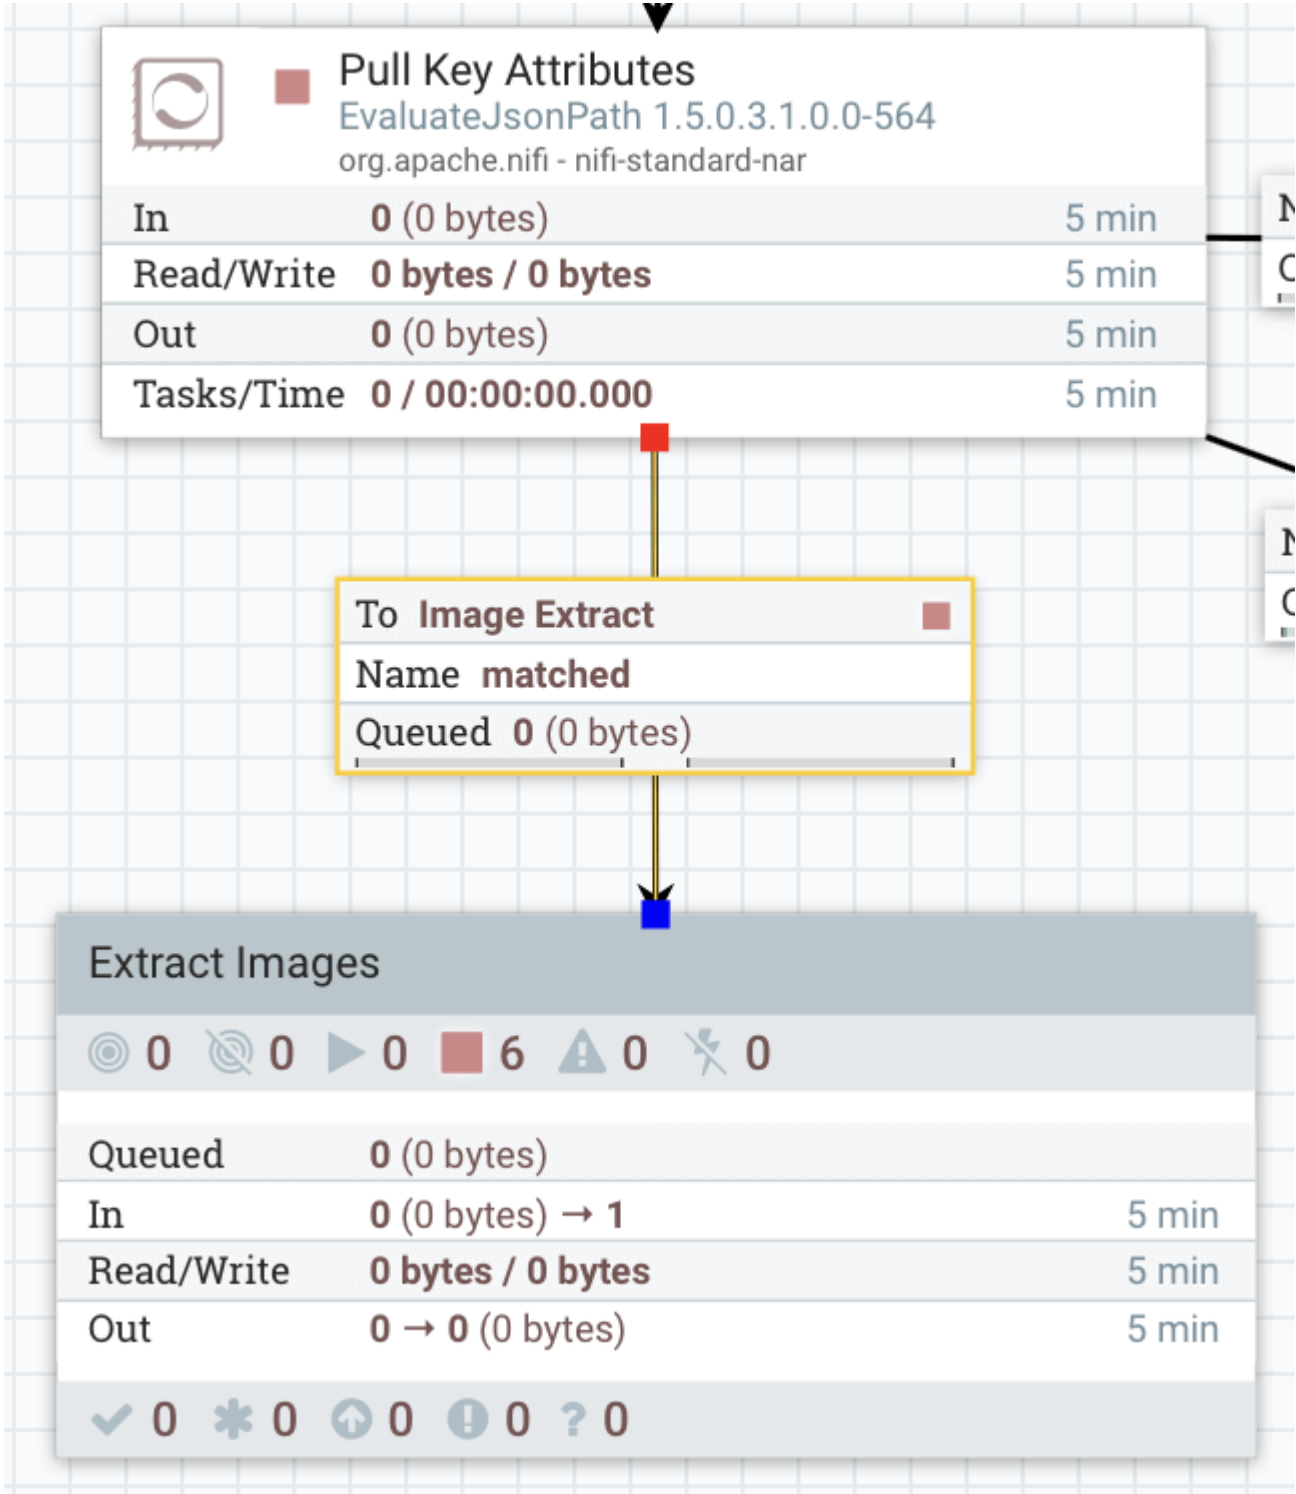 Pull Key Attributes
EvaluateJsonPath 1.5.0.3.1.0.0-564
org.apache.nifi - nifi-standard-nar
In 0 (0 bytes) 5 min
Read/Write 0 bytes / 0 bytes 5 min
Out 0 (0 bytes) 5 min
Tasks/Time 0 / 00:00:00.000 5 min
To Image Extract
Name matched
Queued 0 (0 bytes)
Extract Images
0 0 0 6 0 0
Queued 0 (0 bytes)
In 0 (0 bytes) → 1 5 min
Read/Write 0 bytes / 0 bytes 5 min
Out 0 → 0 (0 bytes) 5 min
0 0 0 0 ? 0